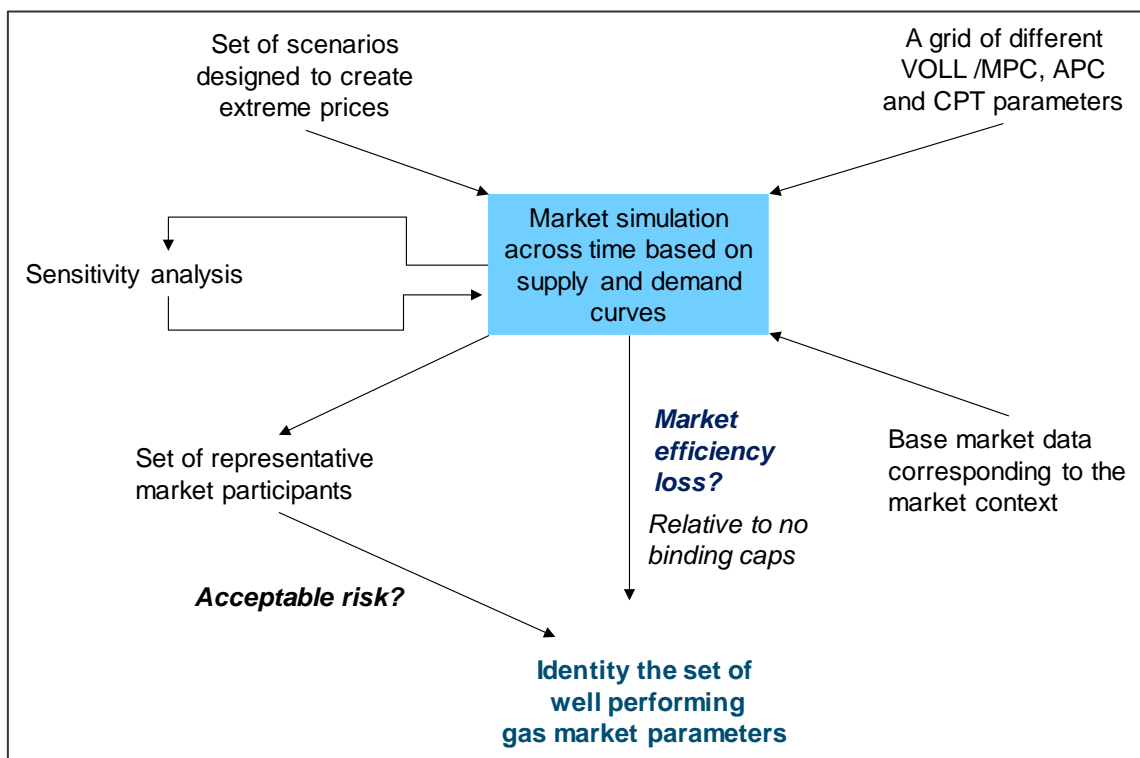 Set of scenarios
designed to create
extreme prices
A grid of different
VOLL /MPC, APC
and CPT parameters
Market simulation
across time based on
supply and demand
curves
Sensitivity analysis
Set of representative
market participants
Market
efficiency
loss?
Relative to no
binding caps
Base market data
corresponding to the
market context
Acceptable risk?
Identity the set of
well performing
gas market parameters